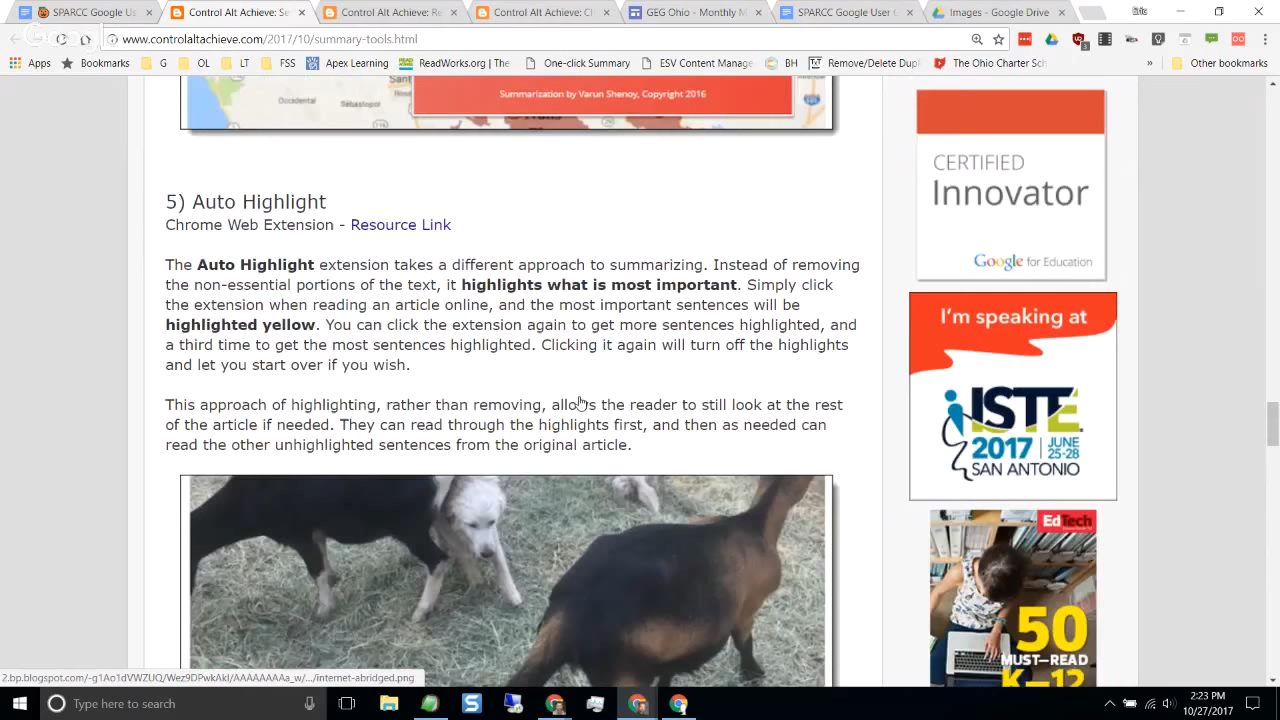 SPARCC Google Us
Control Alt Achieve: Se
Control Alt Achieve: Re
Control Alt Achieve: Ch
GEG Ohio - Monthly M
SPARCC Google User G
Images - Google Drive
www.controlaltachieve.com/2017/10/summary-tools.html
Apps
Bookmarks
G
OL
LT
FSS
Apex Learning
ReadWorks.org | The
One-click Summary
ESV Content Manage
BH
Remove/Delete Dupl
The Ohio Charter Sch
»
Other bookmarks
Occidental
Summarization by Varun Shenoy, Copyright 2016
5) Auto Highlight
Chrome Web Extension - Resource Link
The Auto Highlight extension takes a different approach to summarizing. Instead of removing
the non-essential portions of the text, it highlights what is most important. Simply click
the extension when reading an article online, and the most important sentences will be
highlighted yellow. You can click the extension again to get more sentences highlighted, and
a third time to get the most sentences highlighted. Clicking it again will turn off the highlights
and let you start over if you wish.
This approach of highlighting, rather than removing, allows the reader to still look at the rest
of the article if needed. They can read through the highlights first, and then as needed can
read the other unhighlighted sentences from the original article.
CERTIFIED
Innovator
Google for Education
I'm speaking at
ISTE
2017 | JUNE 25-28
SAN ANTONIO
EdTech
50
MUST-READ
K-12
Type here to search
2:23 PM
10/27/2017